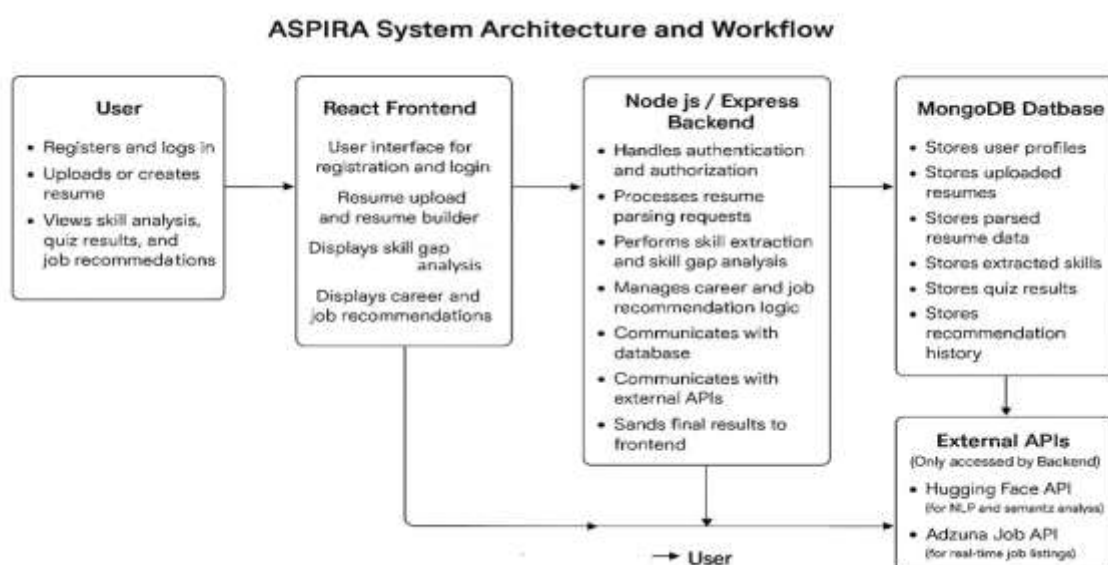 ASPIRA System Architecture and Workflow
User
• Registers and logs in
• Uploads or creates
resume
• Views skill analysis,
quiz results, and
job recommedations
React Frontend
User interface for
registration and login
Resume upload
and resume builder
Displays skill gap
analysis
Displays career and
job recommendations
Node js / Express
Backend
• Handles authentication
and authorization
• Processes resume
parsing requests
• Performs skill extraction
and skill gap analysis
• Manages career and job
recommendation logic
• Communicates with
database
• Communicates with
external APIs
• Sands final results to
frontend
MongoDB Datbase
• Stores user profiles
• Stores uploaded
resumes
• Stores parsed
resume data
• Stores extracted skills
• Stores quiz results
• Stores
recommendation
history
External APIs
(Only accessed by Backend)
• Hugging Face API
(for NLP and semantz analyss)
• Adzuna Job API
(for real-time job listings)
→ User